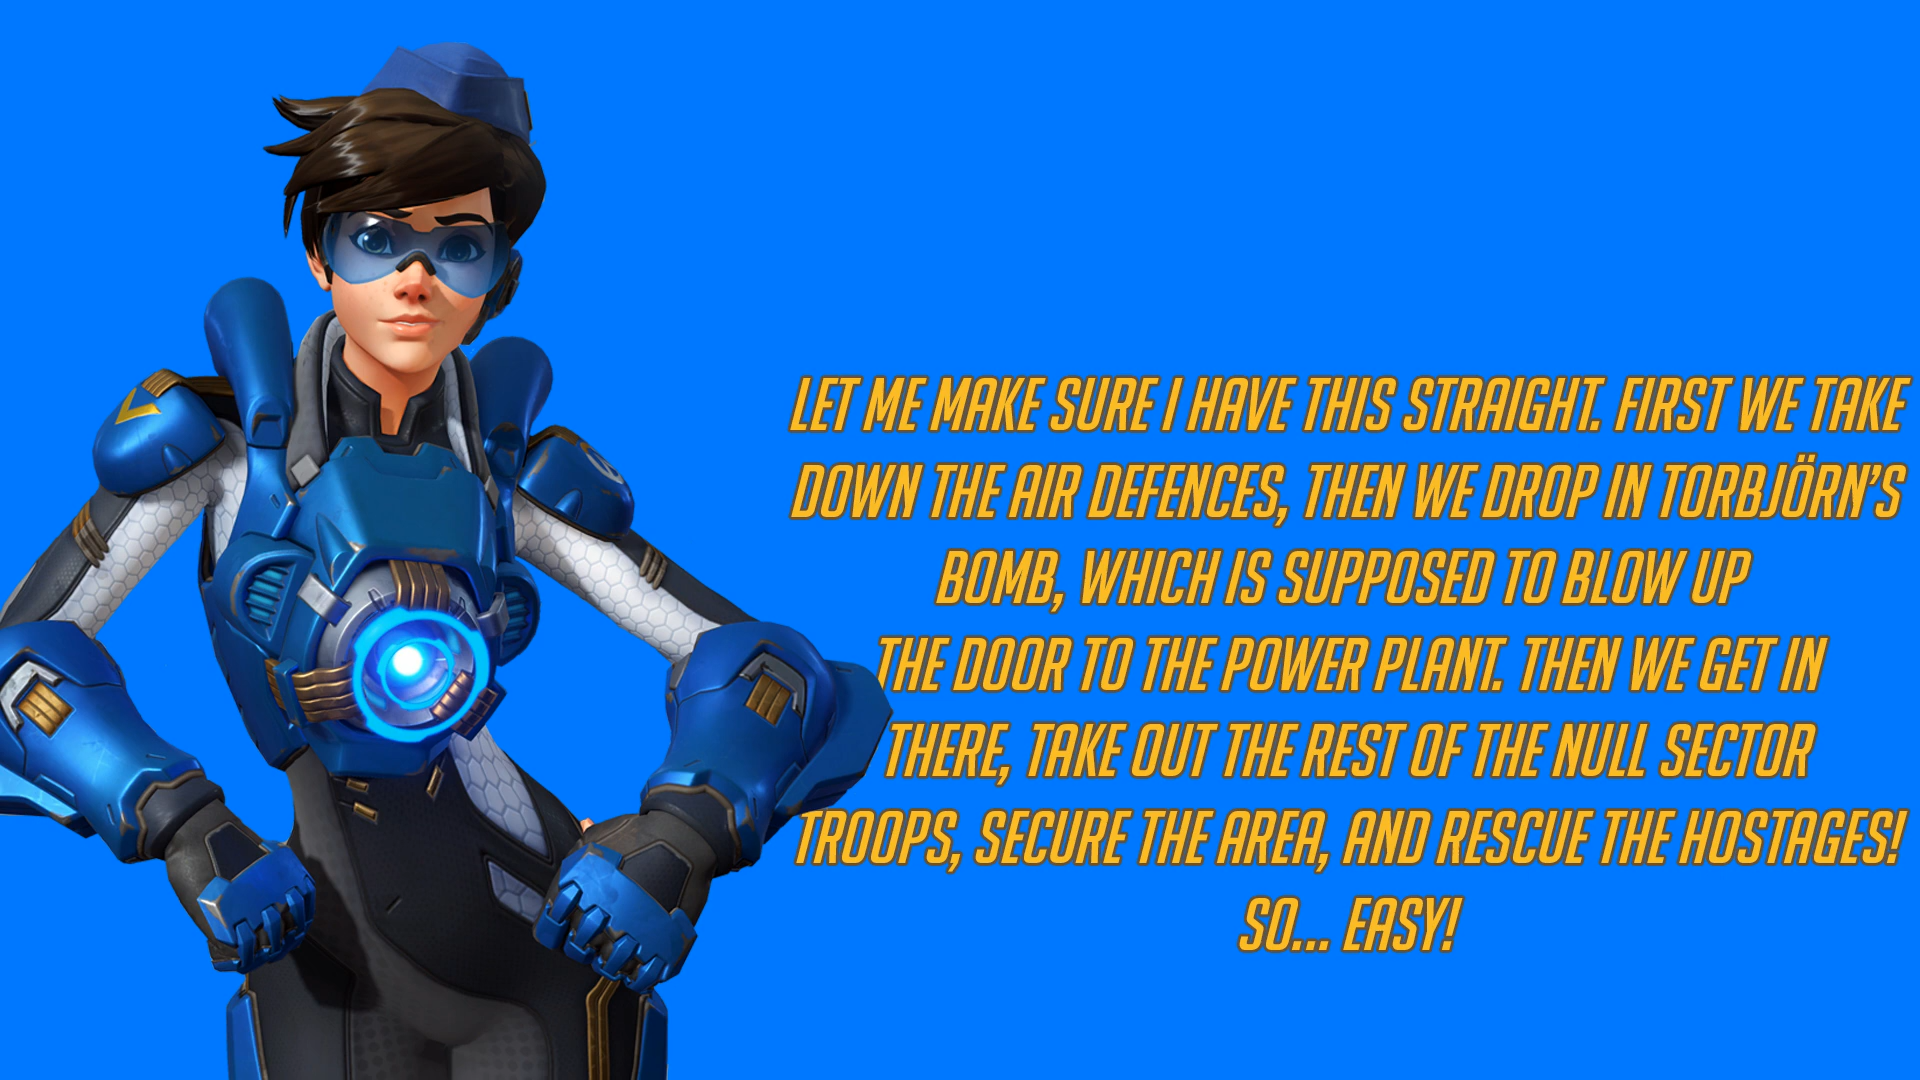 LET ME MAKE SURE I HAVE THIS STRAIGHT. FIRST WE TAKE
DOWN THE AIR DEFENCES, THEN WE DROP IN TORBJÖRN'S
BOMB, WHICH IS SUPPOSED TO BLOW UP
THE DOOR TO THE POWER PLANT. THEN WE GET IN
THERE, TAKE OUT THE REST OF THE NULL SECTOR
TROOPS, SECURE THE AREA, AND RESCUE THE HOSTAGES!
SO... EASY!